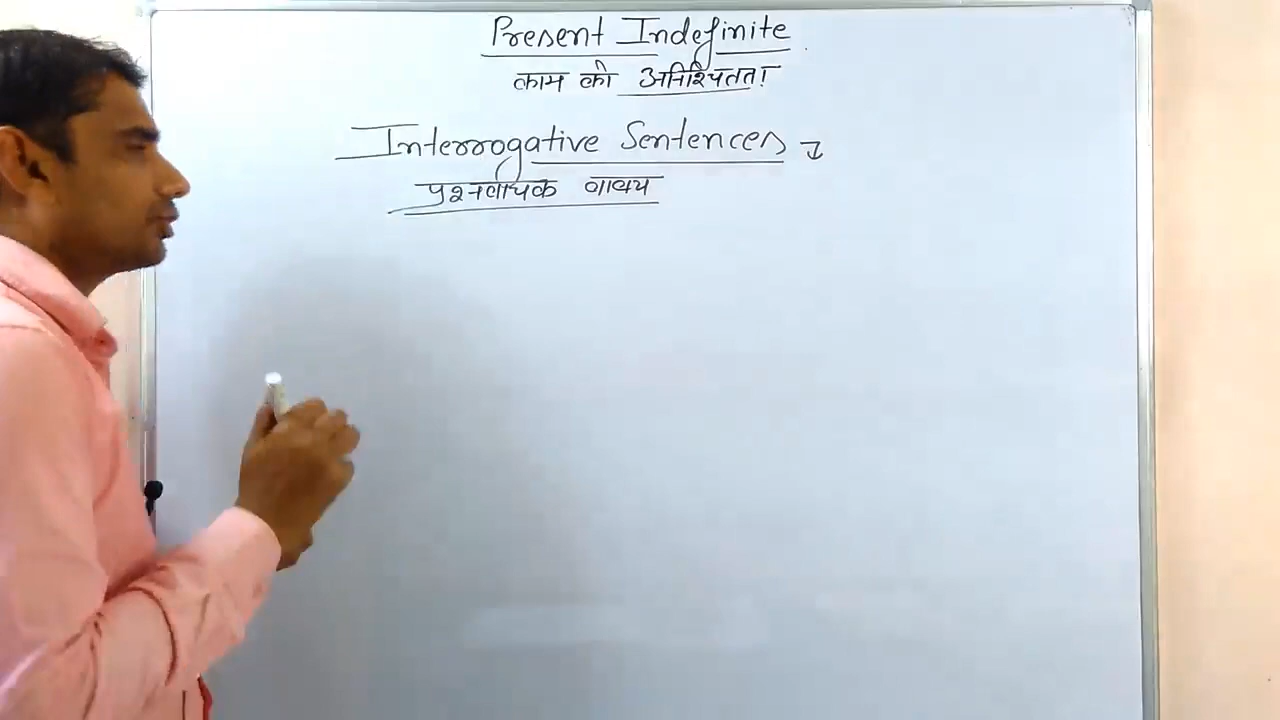 Present Indefinite
काम की अनिश्चितता
Interrogative Sentences
प्रश्नवाचक वाक्य